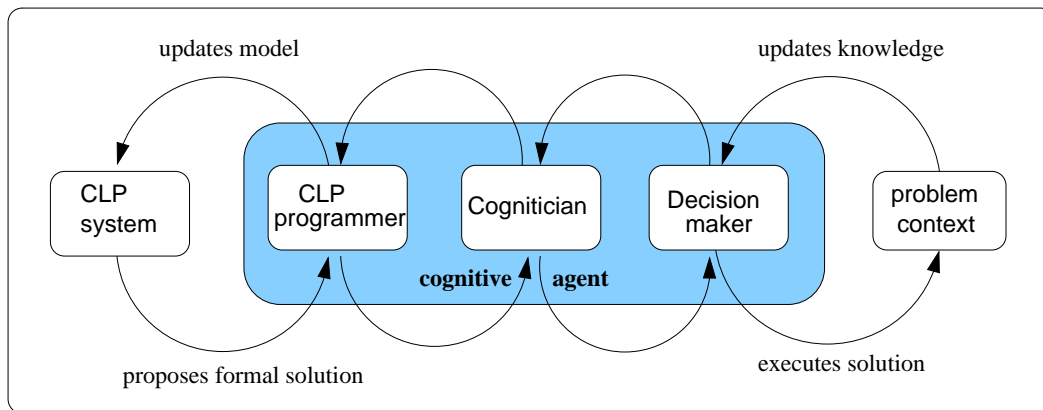 updates model
updates knowledge
CLP
system
CLP
programmer
Cognitician
Decision
maker
problem
context
cognitive agent
proposes formal solution
executes solution